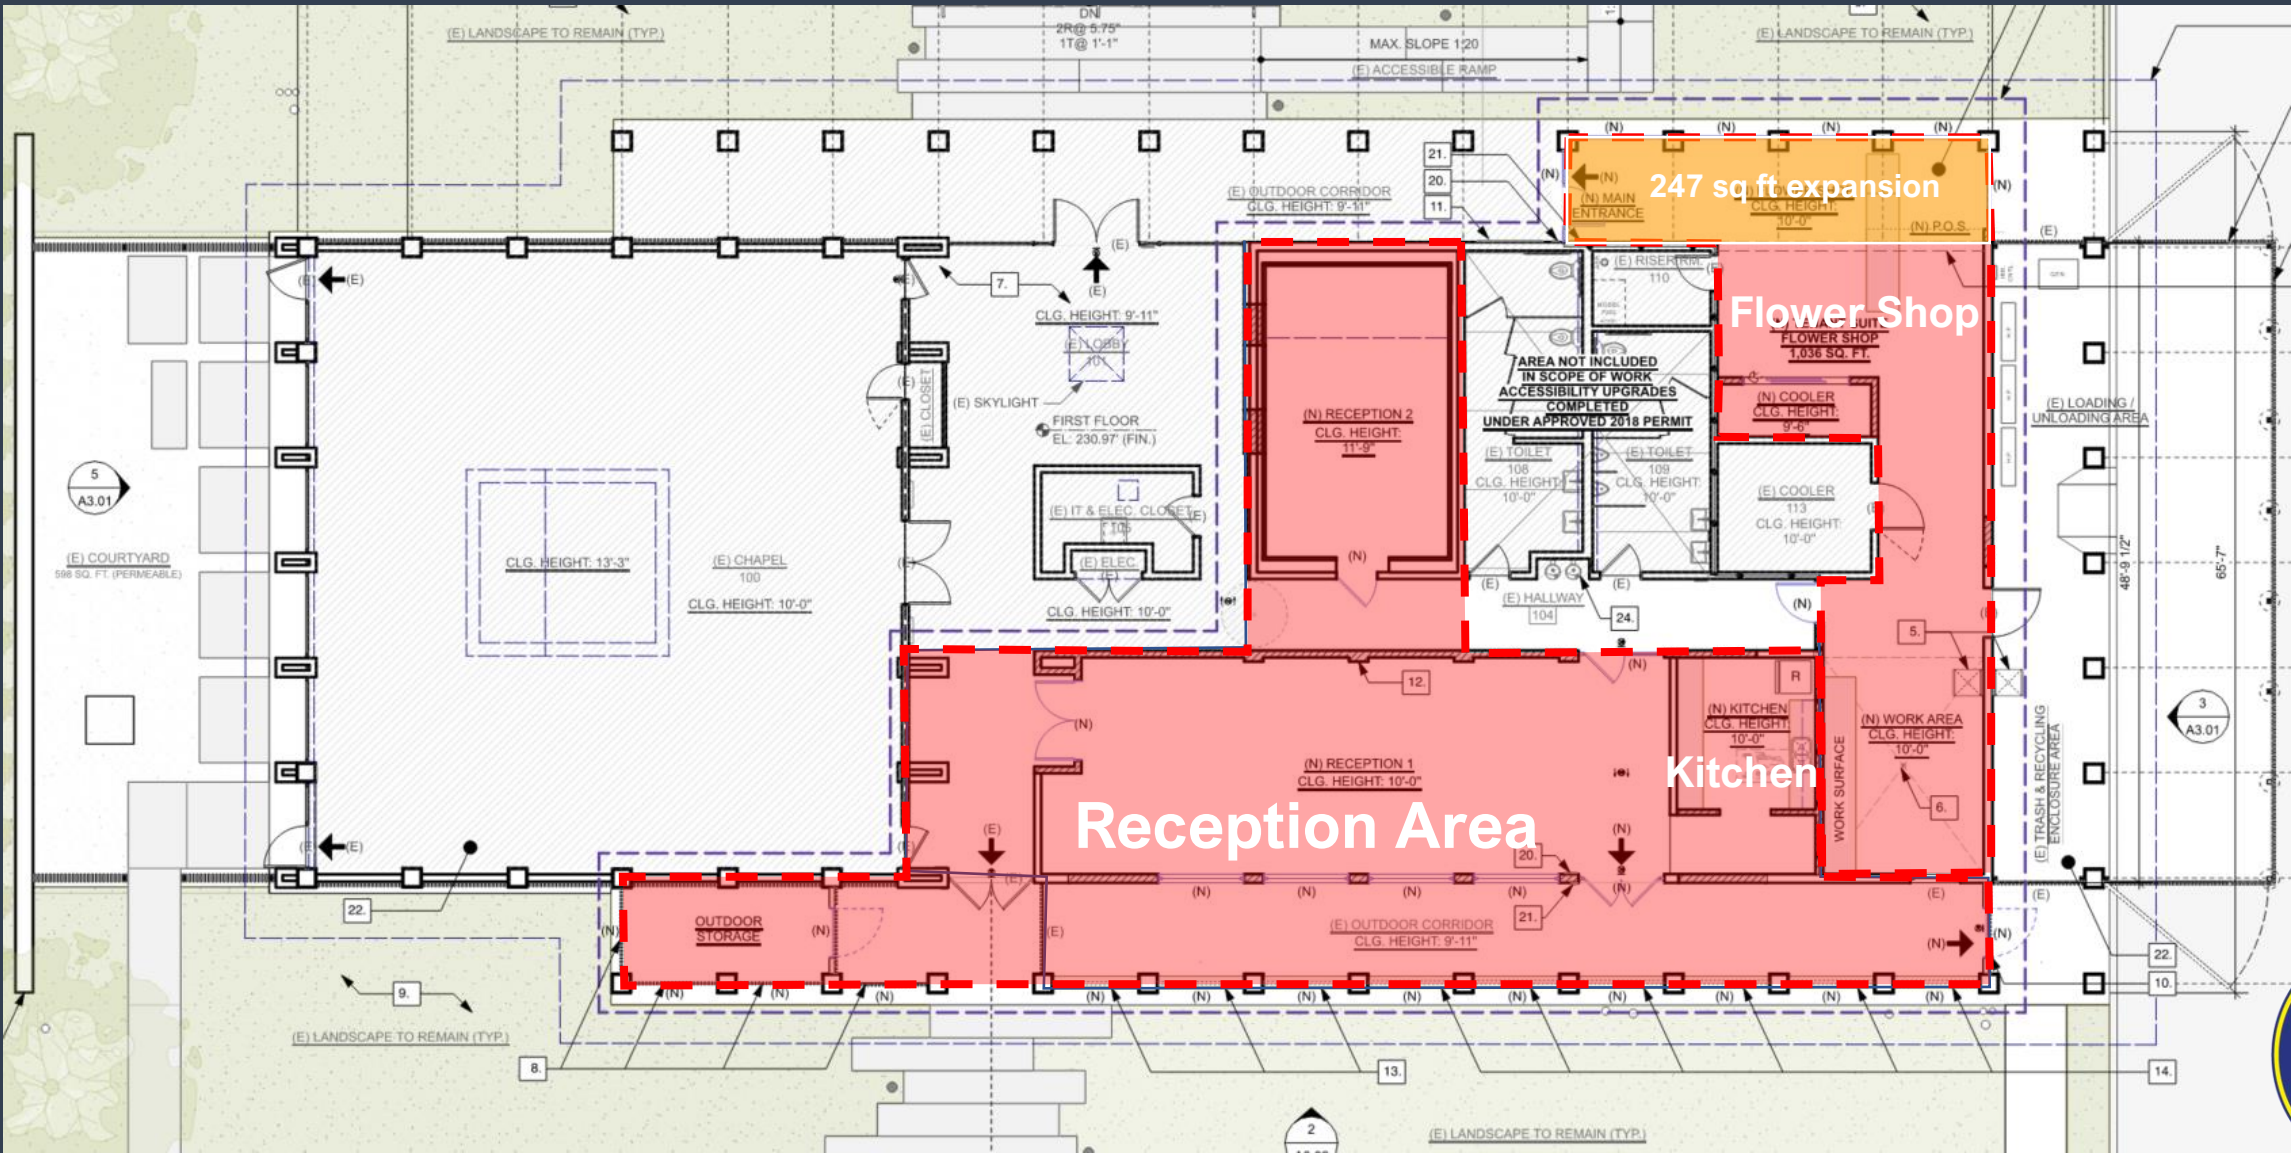 (E) LANDSCAPE TO REMAIN (TYP.)
DN
2R@ 5.75"
1T@ 1'-1"
MAX. SLOPE 1:20
(E) ACCESSIBLE RAMP
(E) LANDSCAPE TO REMAIN (TYP.)
(N)
(N)
(N)
(N)
21.
20.
11.
(E) OUTDOOR CORRIDOR
CLG. HEIGHT: 9'-11"
(N)
(N)
(N) MAIN
ENTRANCE
247 sq ft expansion
CLG. HEIGHT:
10'-0"
(N) P.O.S.
(N)
(E)
(E)
(E)
(E)
7.
(E)
(E)
CLG. HEIGHT: 9'-11"
(E) LOBBY
101
(E) RISER RM.
110
(E)
Flower Shop
(N) TENANT SUITE
FLOWER SHOP
1,036 SQ. FT.
(E) CLOSET
(E)
(E) SKYLIGHT
FIRST FLOOR
EL: 230.97' (FIN.)
(N) RECEPTION 2
CLG. HEIGHT:
11'-9"
AREA NOT INCLUDED
IN SCOPE OF WORK
ACCESSIBILITY UPGRADES
COMPLETED
UNDER APPROVED 2018 PERMIT
(N) COOLER
CLG. HEIGHT:
9'-6"
(E) LOADING /
UNLOADING AREA
(E) TOILET
108
CLG. HEIGHT:
10'-0"
(E) TOILET
109
CLG. HEIGHT:
10'-0"
(E) COOLER
113
CLG. HEIGHT:
10'-0"
(E)
5
A3.01
(E) COURTYARD
598 SQ. FT. (PERMEABLE)
CLG. HEIGHT: 13'-3"
(E) CHAPEL
100
CLG. HEIGHT: 10'-0"
(E)
(E) IT & ELEC. CLOSET
105
(E)
(E) ELEC.
(E)
CLG. HEIGHT: 10'-0"
(N)
(E)
(E)
(E) HALLWAY
104
24.
(N)
(E)
5.
48'-9 1/2"
65'-7"
12.
(N)
(N)
R
(N) KITCHEN
CLG. HEIGHT:
10'-0"
(N) WORK AREA
CLG. HEIGHT:
10'-0"
WORK SURFACE
6.
(E) TRASH & RECYCLING
ENCLOSURE AREA
3
A3.01
(N) RECEPTION 1
CLG. HEIGHT: 10'-0"
Kitchen
Reception Area
(E)
(E)
(E)
(N)
20.
22.
OUTDOOR
STORAGE
(N)
(N)
(E)
(E)
(N)
(N)
(N)
(N)
(N)
21.
(E) OUTDOOR CORRIDOR
CLG. HEIGHT: 9'-11"
(E)
(E)
(N)
(N)
22.
10.
9.
(N)
(N)
(N)
(N)
(N)
(N)
(N)
(N)
(N)
(N)
(N)
(N)
(E) LANDSCAPE TO REMAIN (TYP.)
8.
13.
14.
2
(E) LANDSCAPE TO REMAIN (TYP.)